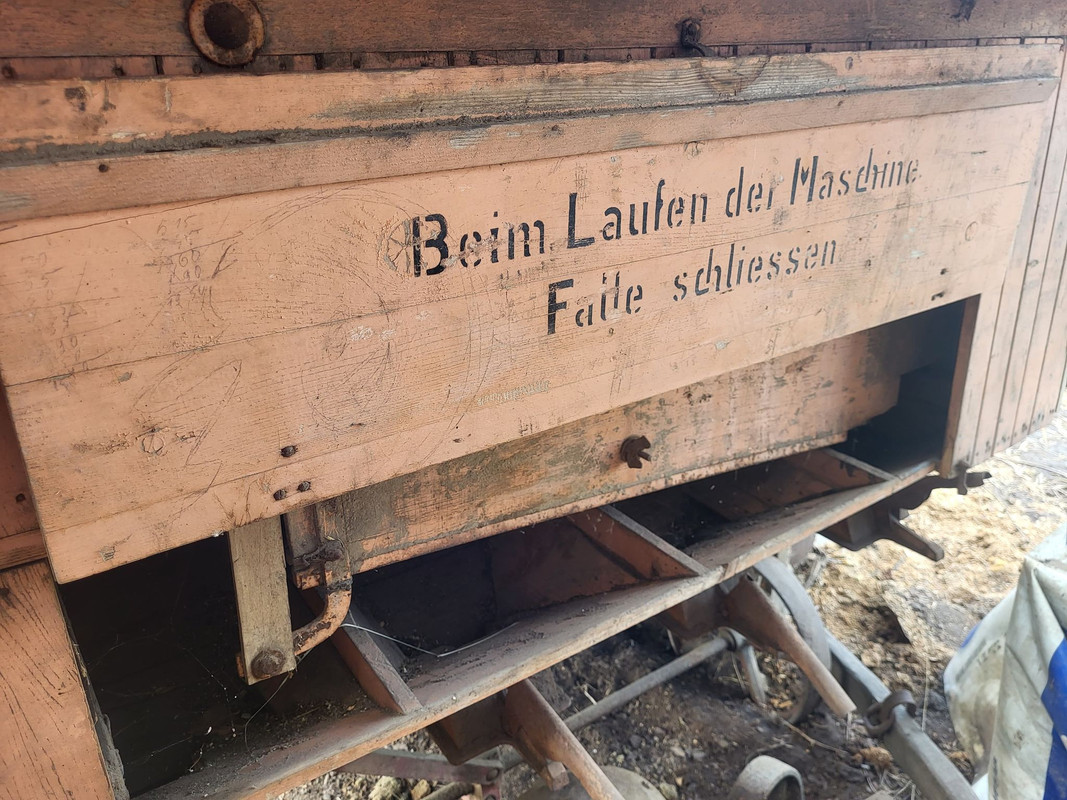 Beim Laufen der Maschine
Falle schliessen